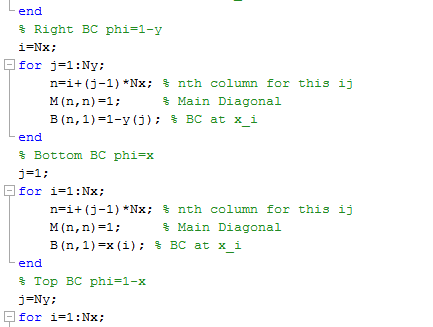 end
% Right BC phi=1-y
i=Nx;
for j=1:Ny;
n=i+(j-1)*Nx; % nth column for this ij
M(n,n)=1; % Main Diagonal
B(n,1)=1-y(j); % BC at x_i
end
% Bottom BC phi=x
j=1;
for i=1:Nx;
n=i+(j-1)*Nx; % nth column for this ij
M(n,n)=1; % Main Diagonal
B(n,1)=x(i); % BC at x_i
end
% Top BC phi=1-x
j=Ny;
for i=1:Nx;